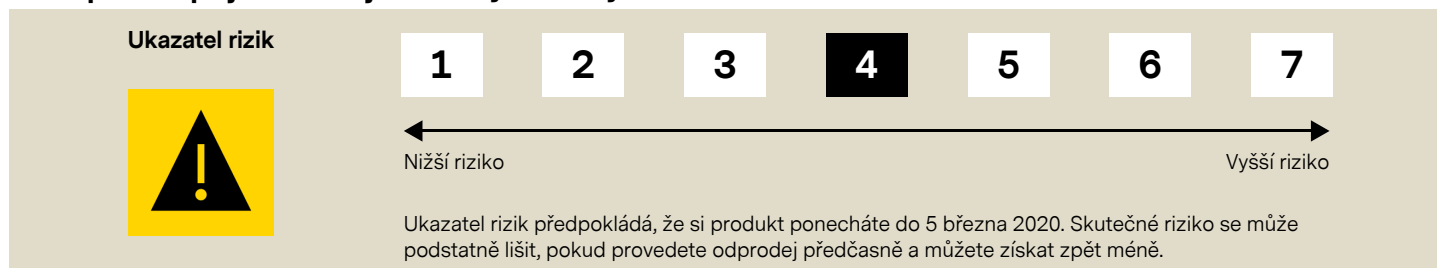 Ukazatel rizik
1 2 3 4 5 6 7
Nižší riziko Vyšší riziko
Ukazatel rizik předpokládá, že si produkt ponecháte do 5 března 2020. Skutečné riziko se může
podstatně lišit, pokud provedete odprodej předčasně a můžete získat zpět méně.